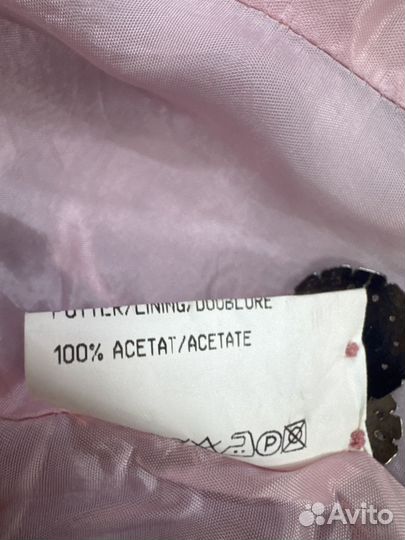 FUTTER/LINING/DOUBLURE
100% ACETAT/ACETATE
P
Avito